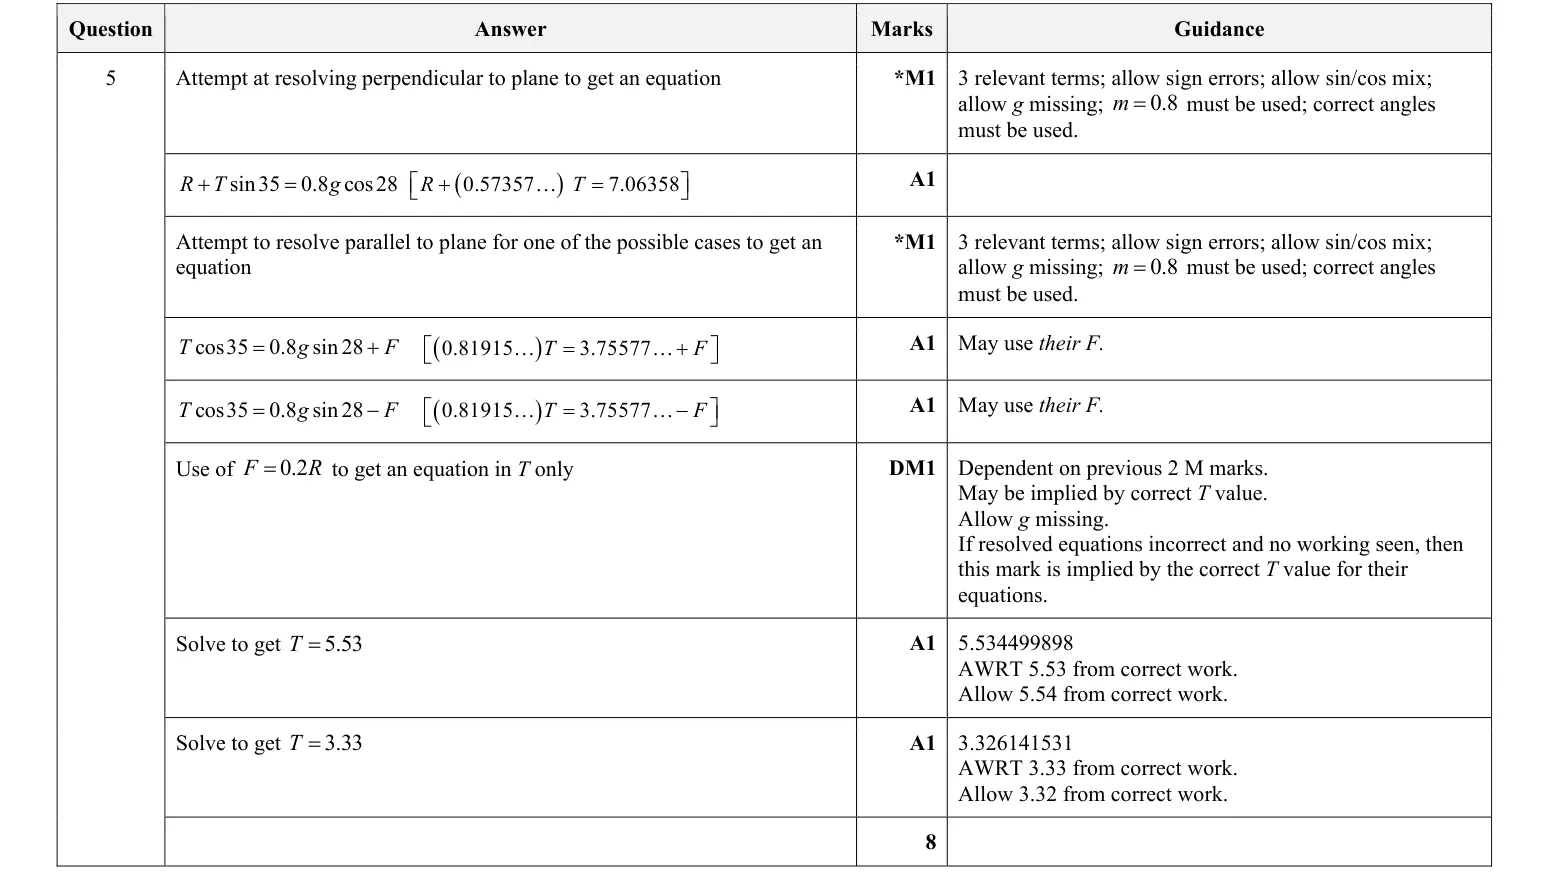 Question Answer Marks Guidance
5 Attempt at resolving perpendicular to plane to get an equation *M1 3 relevant terms; allow sign errors; allow sin/cos mix;
allow g missing; m = 0.8 must be used; correct angles
must be used.
R + T sin 35 = 0.8g cos 28 [R + (0.57357…) T = 7.06358] A1
Attempt to resolve parallel to plane for one of the possible cases to get an
equation
*M1 3 relevant terms; allow sign errors; allow sin/cos mix;
allow g missing; m = 0.8 must be used; correct angles
must be used.
T cos 35 = 0.8g sin 28 + F [(0.81915…)T = 3.75577… + F] A1 May use their F.
T cos 35 = 0.8g sin 28 − F [(0.81915…)T = 3.75577… − F] A1 May use their F.
Use of F = 0.2R to get an equation in T only DM1 Dependent on previous 2 M marks.
May be implied by correct T value.
Allow g missing.
If resolved equations incorrect and no working seen, then
this mark is implied by the correct T value for their
equations.
Solve to get T = 5.53 A1 5.534499898
AWRT 5.53 from correct work.
Allow 5.54 from correct work.
Solve to get T = 3.33 A1 3.326141531
AWRT 3.33 from correct work.
Allow 3.32 from correct work.
8